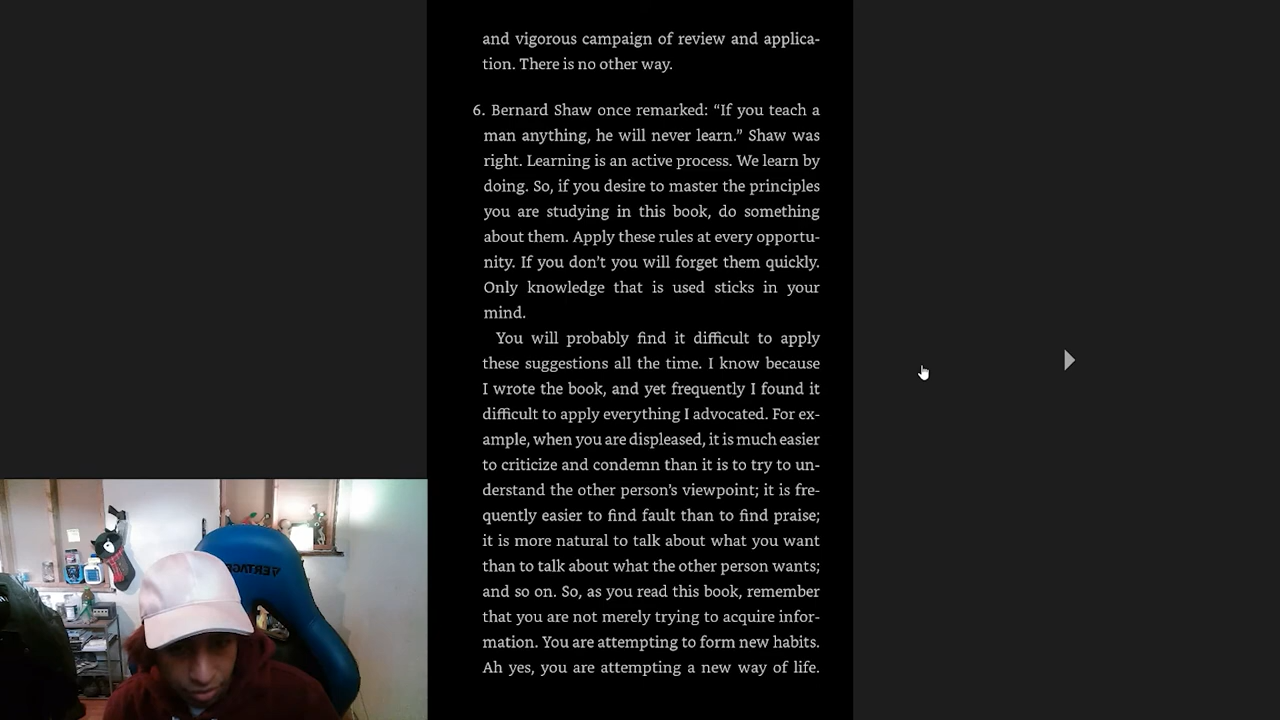 and vigorous campaign of review and applica-
tion. There is no other way.
6. Bernard Shaw once remarked: “If you teach a
man anything, he will never learn.” Shaw was
right. Learning is an active process. We learn by
doing. So, if you desire to master the principles
you are studying in this book, do something
about them. Apply these rules at every opportu-
nity. If you don’t you will forget them quickly.
Only knowledge that is used sticks in your
mind.
You will probably find it difficult to apply
these suggestions all the time. I know because
I wrote the book, and yet frequently I found it
difficult to apply everything I advocated. For ex-
ample, when you are displeased, it is much easier
to criticize and condemn than it is to try to un-
derstand the other person’s viewpoint; it is fre-
quently easier to find fault than to find praise;
it is more natural to talk about what you want
than to talk about what the other person wants;
and so on. So, as you read this book, remember
that you are not merely trying to acquire infor-
mation. You are attempting to form new habits.
Ah yes, you are attempting a new way of life.
VERTAGEAR